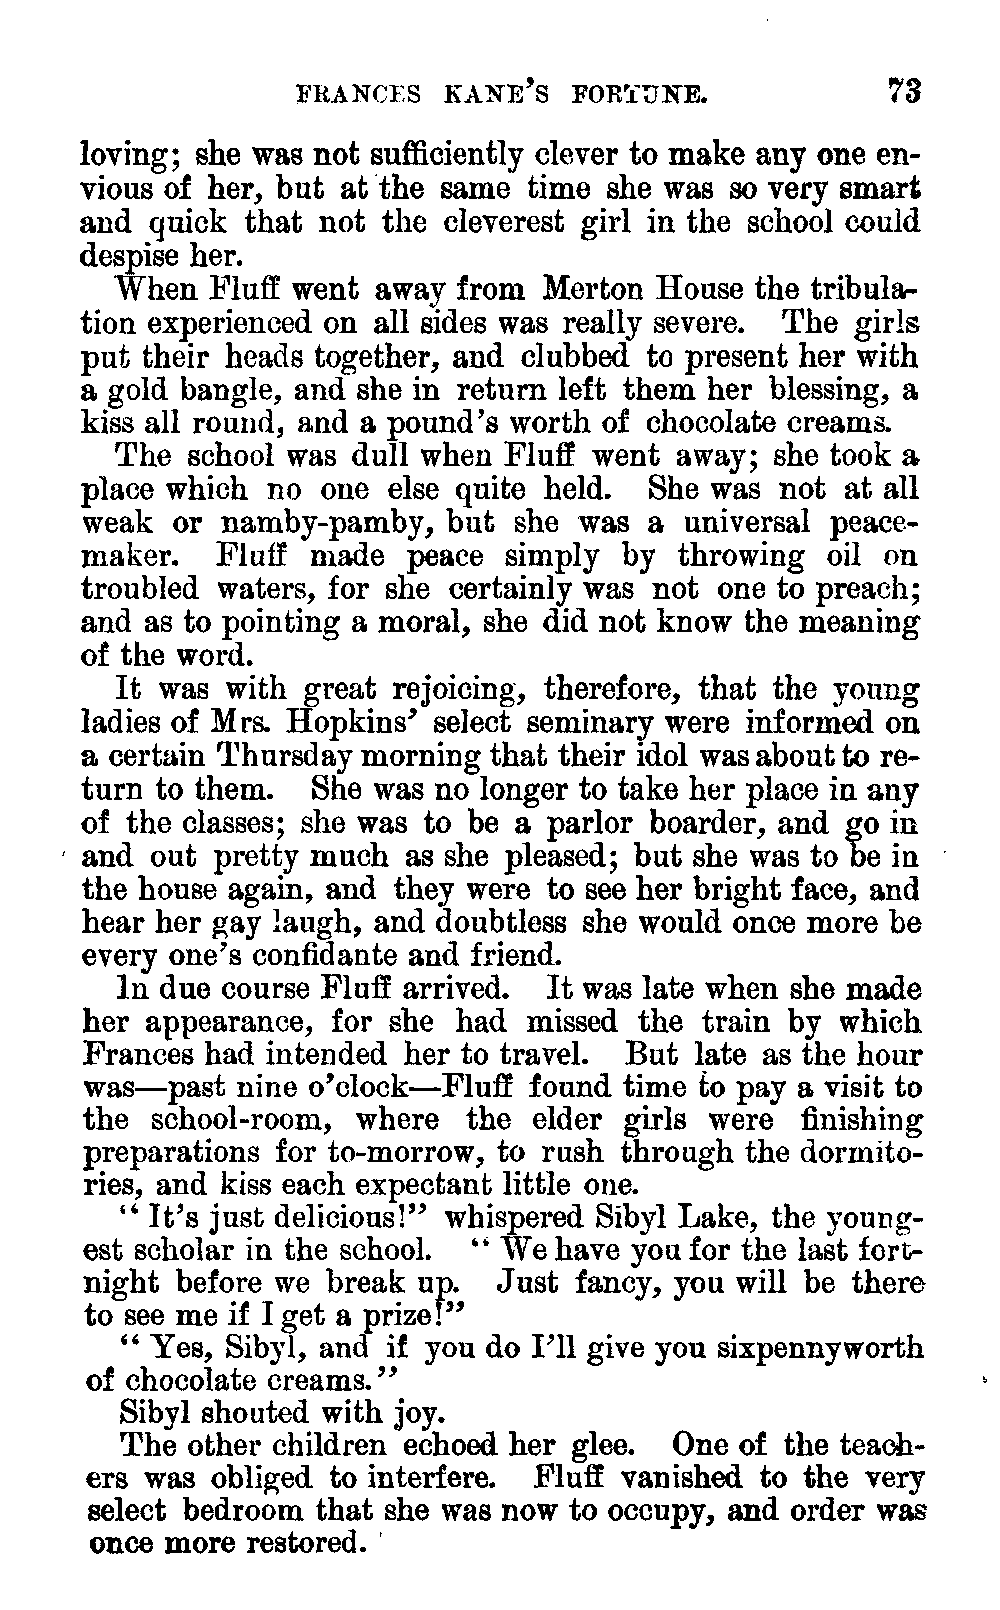 FRANCES KANE'S FORTUNE. 73
loving; she was not sufficiently clever to make any one en-
vious of her, but at the same time she was so very smart
and quick that not the cleverest girl in the school could
despise her.
When Fluff went away from Merton House the tribula-
tion experienced on all sides was really severe. The girls
put their heads together, and clubbed to present her with
a gold bangle, and she in return left them her blessing, a
kiss all round, and a pound's worth of chocolate creams.
The school was dull when Fluff went away; she took a
place which no one else quite held. She was not at all
weak or namby-pamby, but she was a universal peace-
maker. Fluff made peace simply by throwing oil on
troubled waters, for she certainly was not one to preach;
and as to pointing a moral, she did not know the meaning
of the word.
It was with great rejoicing, therefore, that the young
ladies of Mrs. Hopkins' select seminary were informed on
a certain Thursday morning that their idol was about to re-
turn to them. She was no longer to take her place in any
of the classes; she was to be a parlor boarder, and go in
and out pretty much as she pleased; but she was to be in
the house again, and they were to see her bright face, and
hear her gay laugh, and doubtless she would once more be
every one's confidante and friend.
In due course Fluff arrived. It was late when she made
her appearance, for she had missed the train by which
Frances had intended her to travel. But late as the hour
was—past nine o'clock—Fluff found time to pay a visit to
the school-room, where the elder girls were finishing
preparations for to-morrow, to rush through the dormito-
ries, and kiss each expectant little one.
"It's just delicious!" whispered Sibyl Lake, the young-
est scholar in the school. "We have you for the last fort-
night before we break up. Just fancy, you will be there
to see me if I get a prize!"
"Yes, Sibyl, and if you do I'll give you sixpennyworth
of chocolate creams."
Sibyl shouted with joy.
The other children echoed her glee. One of the teach-
ers was obliged to interfere. Fluff vanished to the very
select bedroom that she was now to occupy, and order was
once more restored.